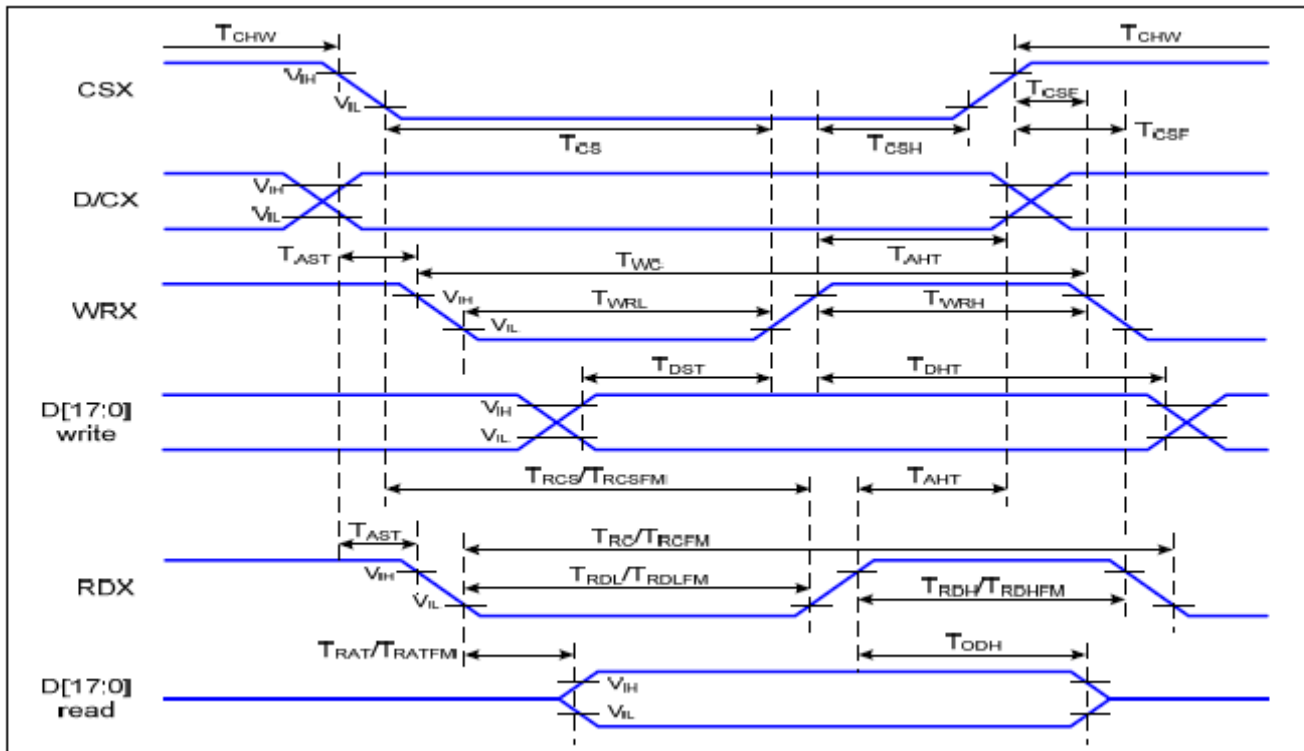 TCHW TCHW
CSX
VIH
VIL
TCSF
TCS TCSH TCSF
D/CX
VIH
VIL
TAST TWC TAHT
WRX
VIH TWRL TWRH
VIL
TDST TDHT
D[17:0]
write
VIH
VIL
TRCS/TRCSFM TAHT
TAST TRC/TRCFM
RDX
VIH TRDL/TRDLFM TRDH/TRDHFM
VIL
TRAT/TRATFM TODH
D[17:0]
read
VIH
VIL